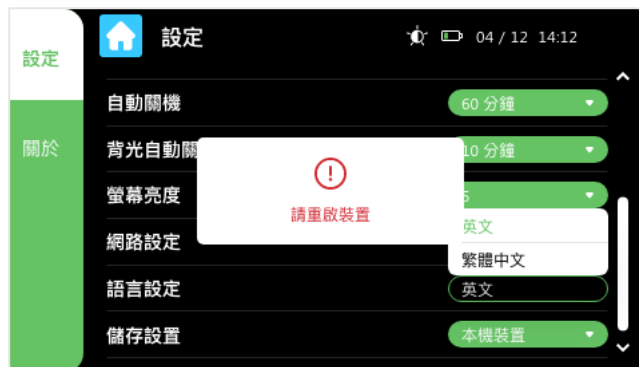 設定
關於
設定
04 / 12 14:12
自動關機
60 分鐘
背光自動關
10 分鐘
螢幕亮度
5
網路設定
語言設定
英文
儲存設置
本機裝置
請重啟裝置
英文
繁體中文